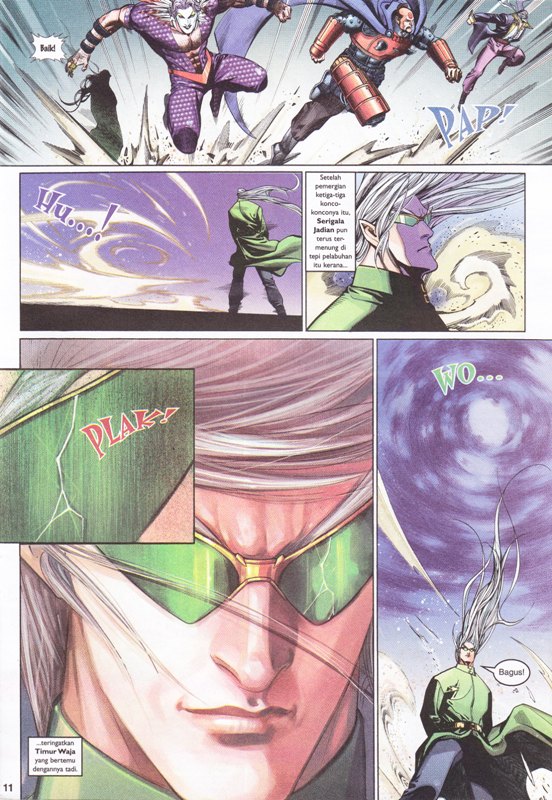 Baik!
PAP!
Hu....!
Setelah
pemergian
ketiga-tiga
konco-
konconya itu,
Serigala
Jadian pun
terus ter-
menung di
tepi pelabuhan
itu kerana...
PLAK!
WO...
Bagus!
...teringatkan
Timur Waja
yang bertemu
dengannya tadi.
11